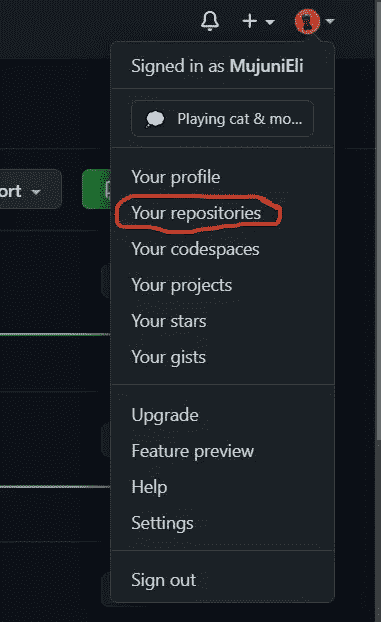 Signed in as MujuniEli
Playing cat & mo...
Your profile
ort
Your repositories
Your codespaces
Your projects
Your stars
Your gists
Upgrade
Feature preview
Help
Settings
Sign out